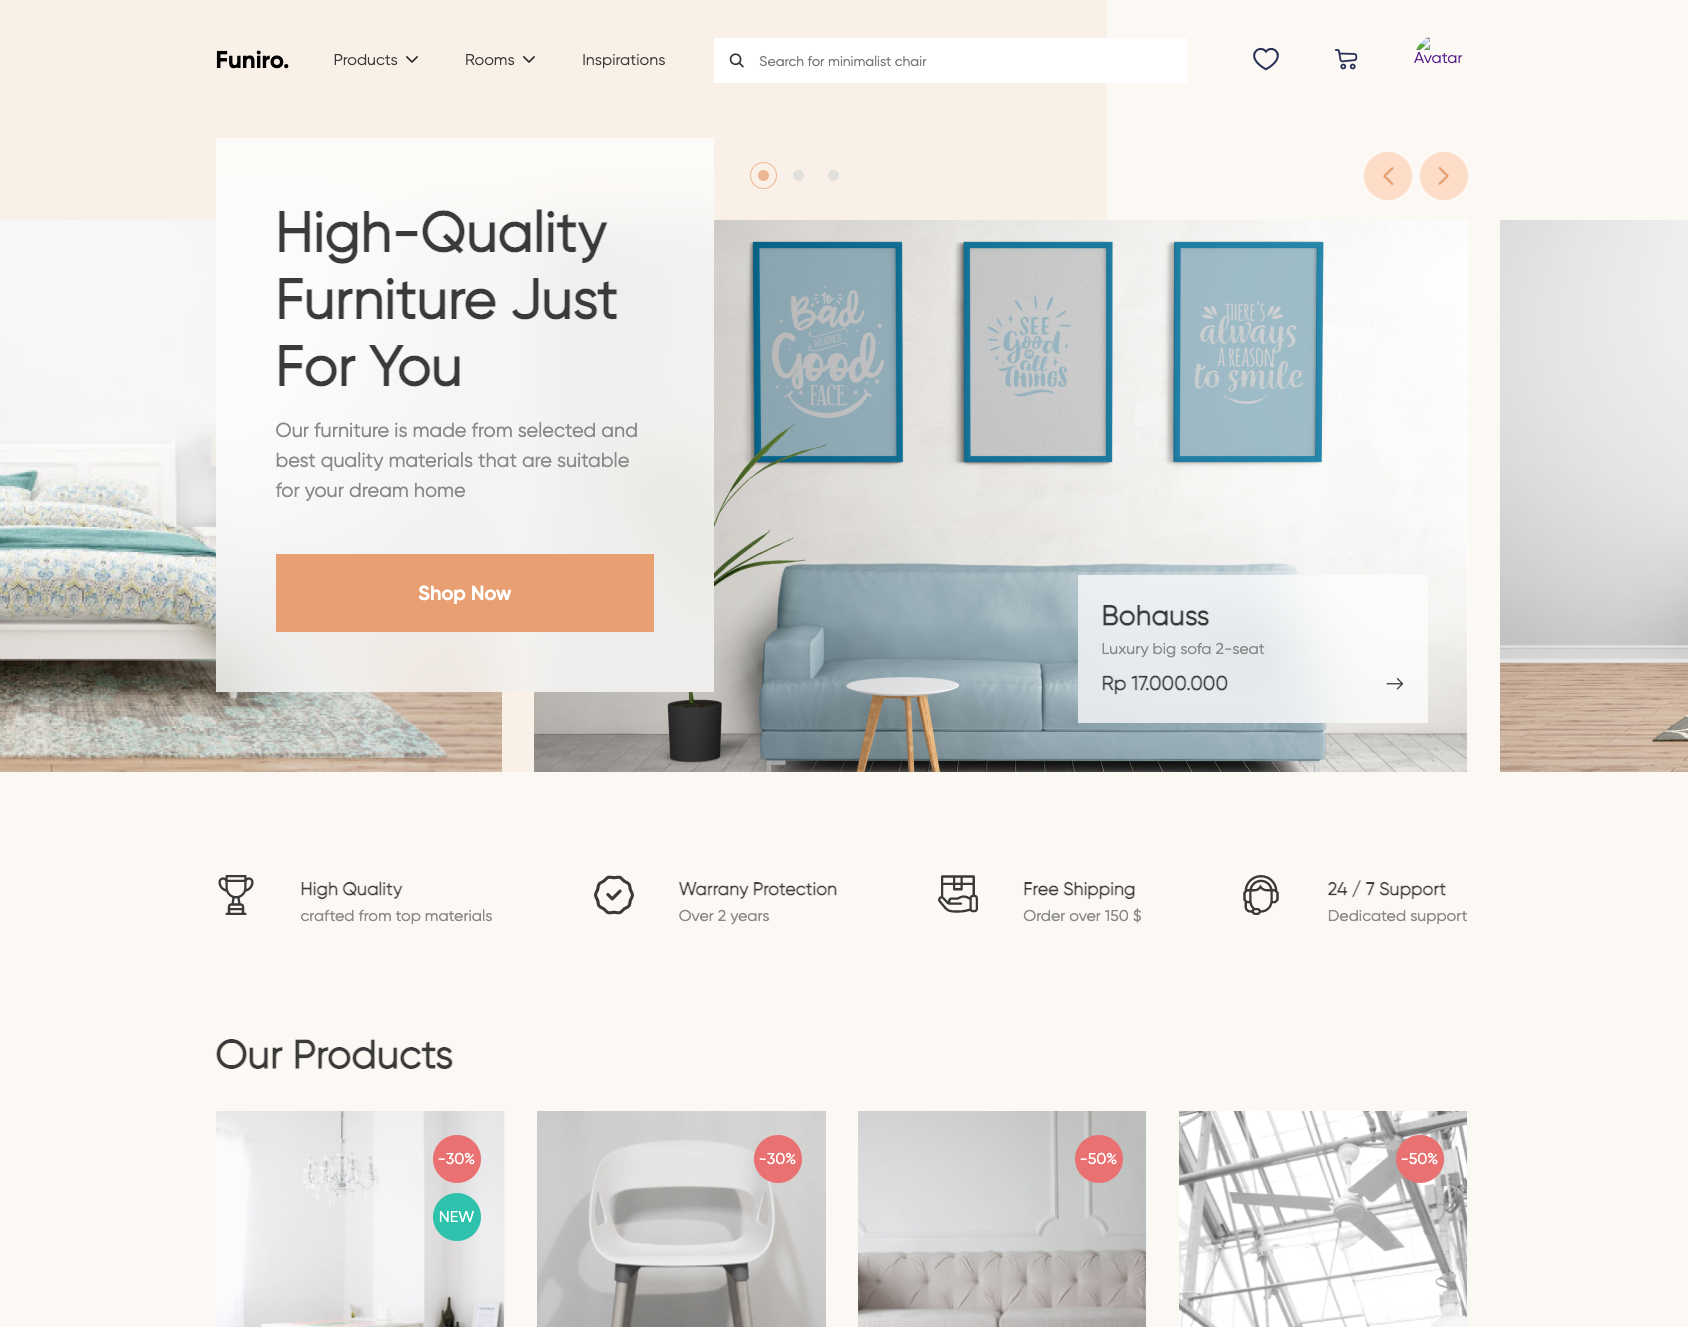 Funiro.
Products
Rooms
Inspirations
Search for minimalist chair
Avatar
High-Quality
Furniture Just
For You
Our furniture is made from selected and
best quality materials that are suitable
for your dream home
Shop Now
to
Bad
WEATHER
Good
FACE
SEE
Good
in
all
THINGS
THERE'S
always
A REASON
to smile
Bohauss
Luxury big sofa 2-seat
Rp 17.000.000
High Quality
crafted from top materials
Warrany Protection
Over 2 years
Free Shipping
Order over 150 $
24 / 7 Support
Dedicated support
Our Products
-30%
NEW
-30%
-50%
-50%